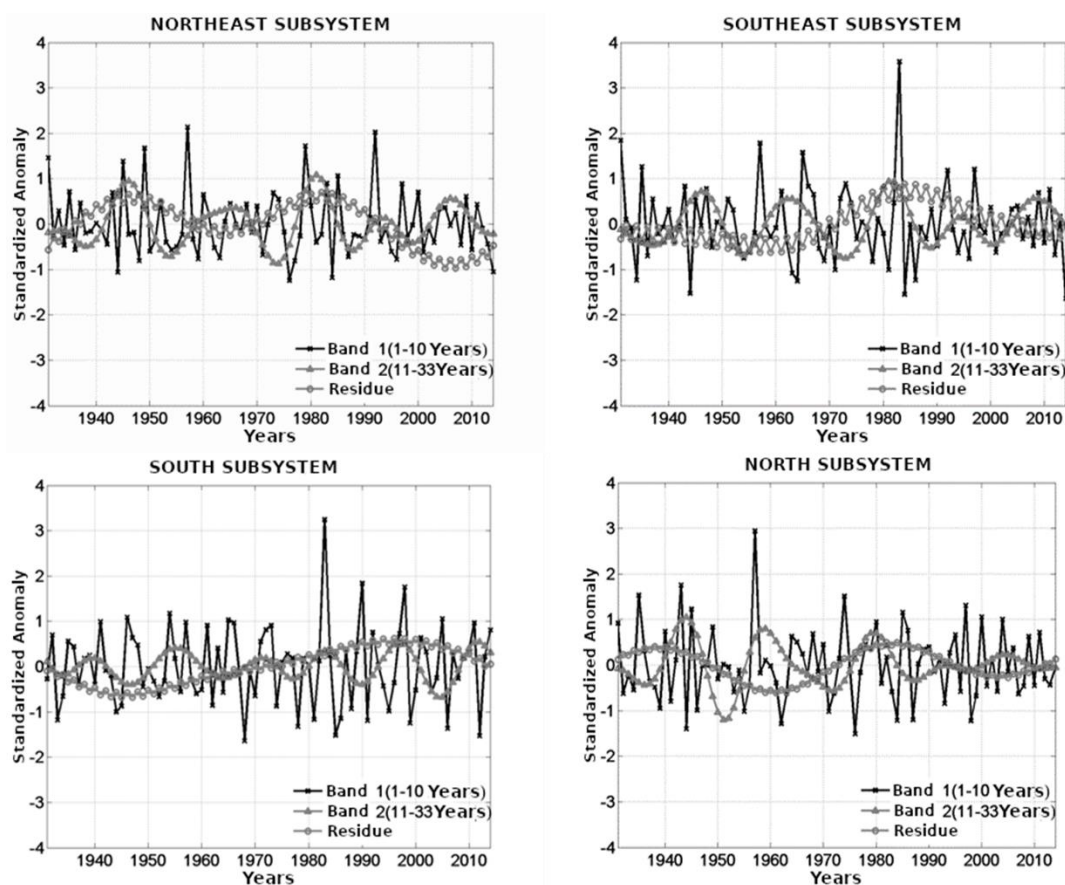 NORTHEAST SUBSYSTEM
4
3
2
1
0
-1
-2
-3
-4
Standardized Anomaly
Band 1(1-10 Years)
Band 2(11-33Years)
Residue
1940 1950 1960 1970 1980 1990 2000 2010
Years
SOUTHEAST SUBSYSTEM
4
3
2
1
0
-1
-2
-3
-4
Standardized Anomaly
Band 1(1-10 Years)
Band 2(11-33Years)
Residue
1940 1950 1960 1970 1980 1990 2000 2010
Years
SOUTH SUBSYSTEM
4
3
2
1
0
-1
-2
-3
-4
Standardized Anomaly
Band 1(1-10 Years)
Band 2(11-33Years)
Residue
1940 1950 1960 1970 1980 1990 2000 2010
Years
NORTH SUBSYSTEM
4
3
2
1
0
-1
-2
-3
-4
Standardized Anomaly
Band 1(1-10 Years)
Band 2(11-33Years)
Residue
1940 1950 1960 1970 1980 1990 2000 2010
Years